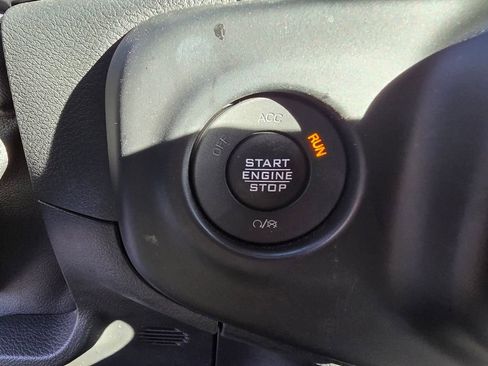 ACC
OFF
RUN
START
ENGINE
STOP